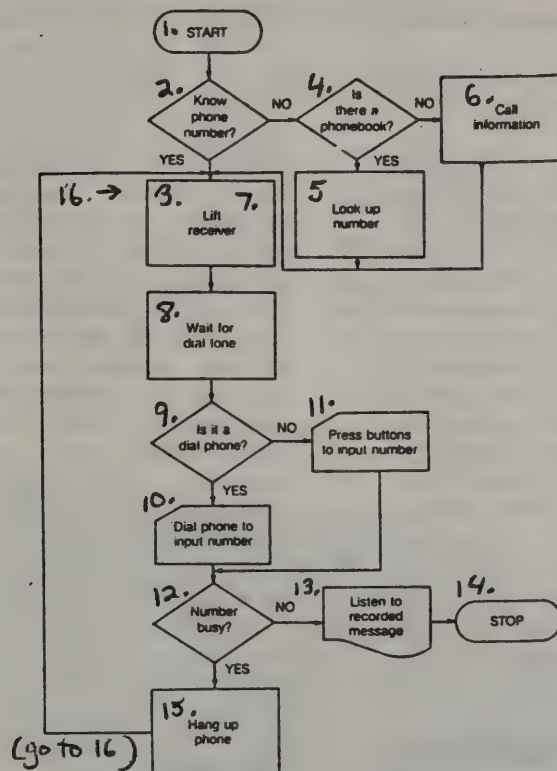 1. START
2. Know phone number?
NO
4. Is there a phonebook?
NO
6. Call information
YES
YES
16. →
3. 7.
Lift receiver
5
Look up number
8.
Wait for dial tone
9.
Is it a dial phone?
NO
11.
Press buttons to input number
YES
10.
Dial phone to input number
12.
Number busy?
NO
13.
Listen to recorded message
14.
STOP
YES
15.
Hang up phone
(go to 16)